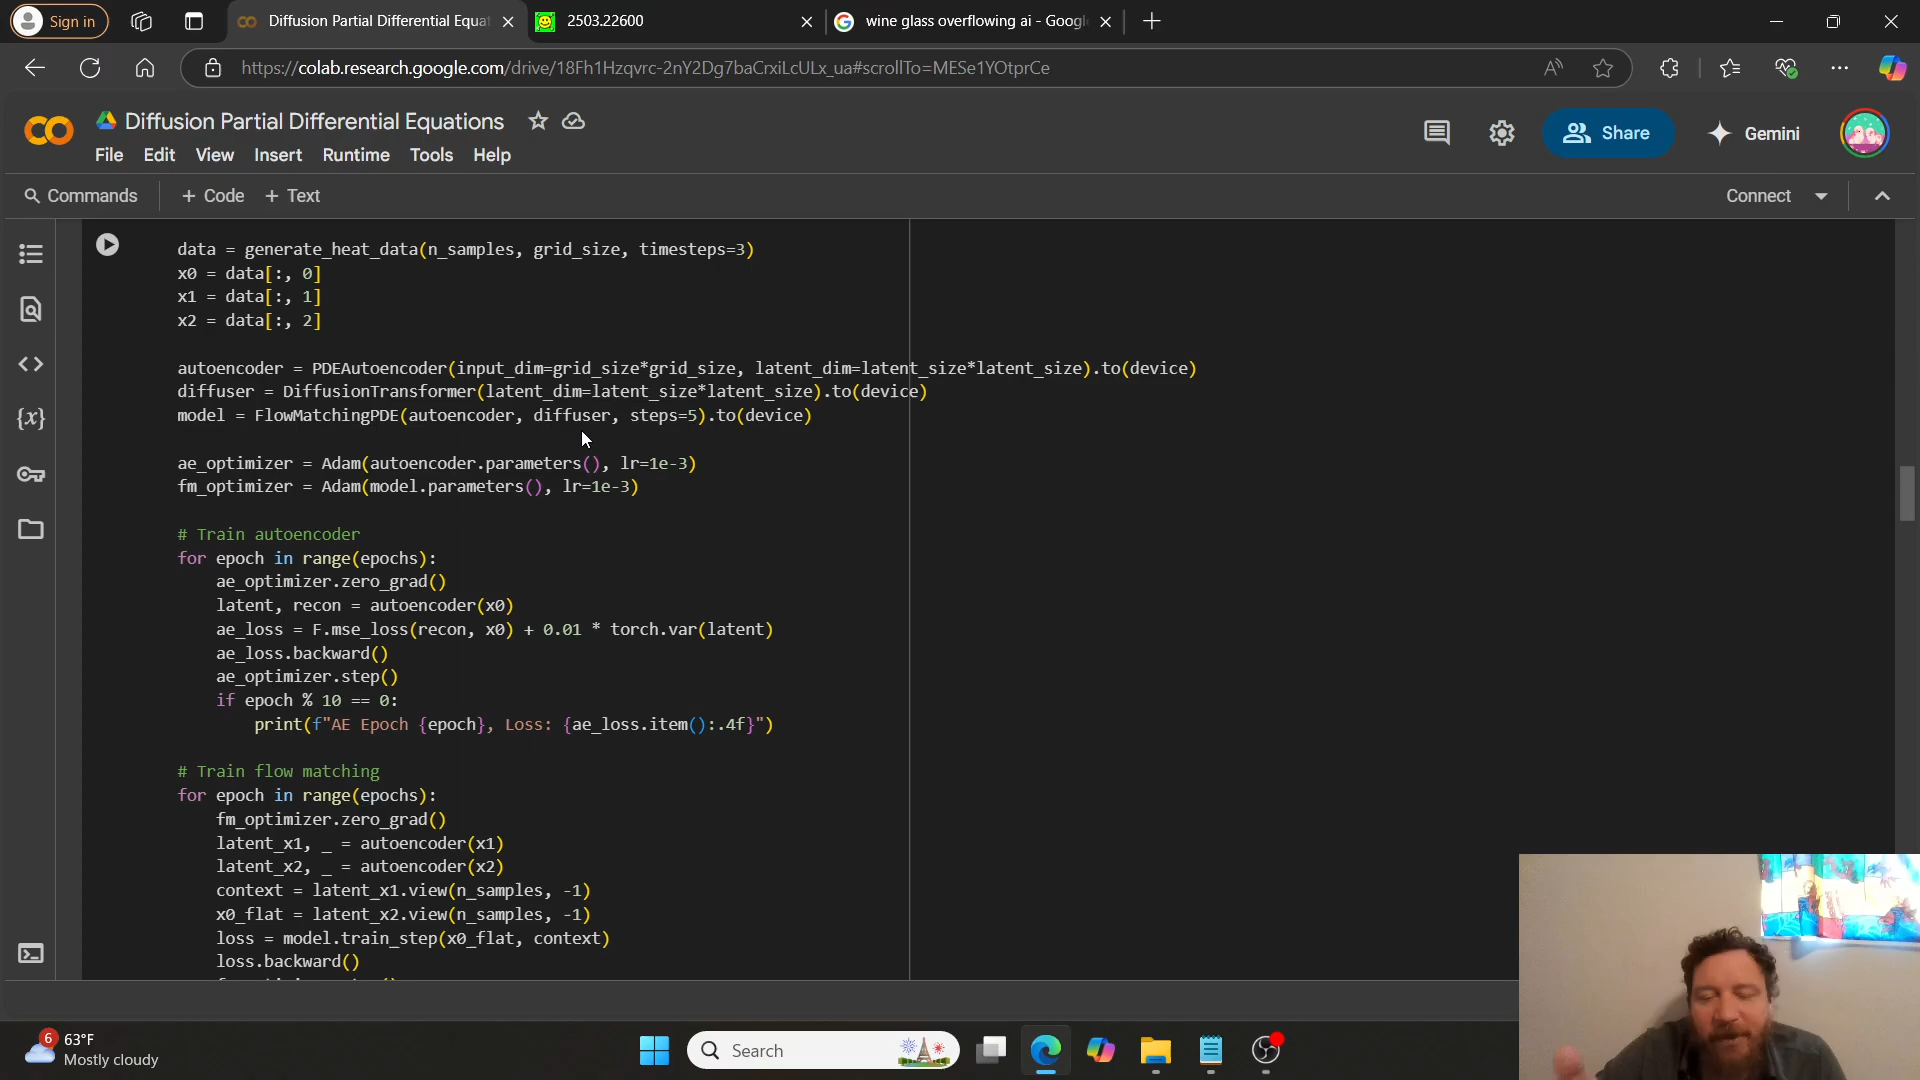 Sign in
Diffusion Partial Differential Equat
2503.22600
wine glass overflowing ai - Googl
https://colab.research.google.com/drive/18Fh1Hzqvrc-2nY2Dg7baCrxiLcULx_ua#scrollTo=MESe1YOtprCe
Diffusion Partial Differential Equations
File Edit View Insert Runtime Tools Help
Share
Gemini
Commands + Code + Text
Connect
data = generate_heat_data(n_samples, grid_size, timesteps=3)
x0 = data[:, 0]
x1 = data[:, 1]
x2 = data[:, 2]
autoencoder = PDEAutoencoder(input_dim=grid_size*grid_size, latent_dim=latent_size*latent_size).to(device)
diffuser = DiffusionTransformer(latent_dim=latent_size*latent_size).to(device)
model = FlowMatchingPDE(autoencoder, diffuser, steps=5).to(device)
ae_optimizer = Adam(autoencoder.parameters(), lr=1e-3)
fm_optimizer = Adam(model.parameters(), lr=1e-3)
# Train autoencoder
for epoch in range(epochs):
ae_optimizer.zero_grad()
latent, recon = autoencoder(x0)
ae_loss = F.mse_loss(recon, x0) + 0.01 * torch.var(latent)
ae_loss.backward()
ae_optimizer.step()
if epoch % 10 == 0:
print(f"AE Epoch {epoch}, Loss: {ae_loss.item():.4f}")
# Train flow matching
for epoch in range(epochs):
fm_optimizer.zero_grad()
latent_x1, _ = autoencoder(x1)
latent_x2, _ = autoencoder(x2)
context = latent_x1.view(n_samples, -1)
x0_flat = latent_x2.view(n_samples, -1)
loss = model.train_step(x0_flat, context)
loss.backward()
6
63°F
Mostly cloudy
Search